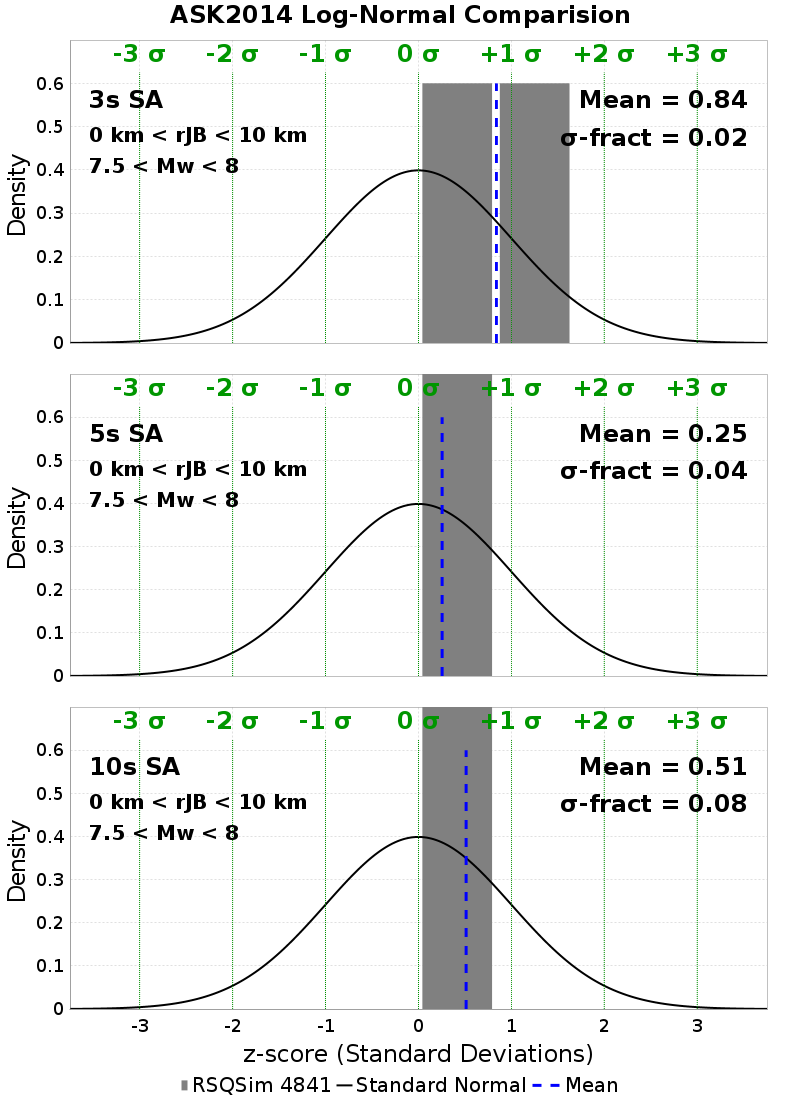 ASK2014 Log-Normal Comparision
-3 σ -2 σ -1 σ 0 σ +1 σ +2 σ +3 σ
0.6
3s SA Mean = 0.84
0.5
0 km < rJB < 10 km σ-fract = 0.02
0.4
7.5 < Mw < 8
0.3
0.2
0.1
0
Density
-3 σ -2 σ -1 σ 0 σ +1 σ +2 σ +3 σ
0.6
5s SA Mean = 0.25
0.5
0 km < rJB < 10 km σ-fract = 0.04
0.4
7.5 < Mw < 8
0.3
0.2
0.1
0
Density
-3 σ -2 σ -1 σ 0 σ +1 σ +2 σ +3 σ
0.6
10s SA Mean = 0.51
0.5
0 km < rJB < 10 km σ-fract = 0.08
0.4
7.5 < Mw < 8
0.3
0.2
0.1
0
Density
-3 -2 -1 0 1 2 3
z-score (Standard Deviations)
RSQSim 4841 Standard Normal Mean